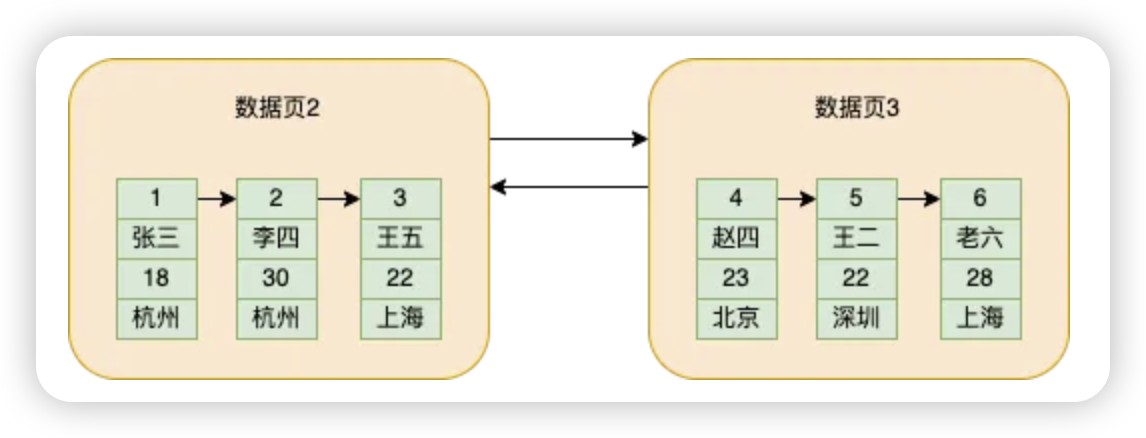 数据页2
数据页3
1 2 3
张三 李四 王五
18 30 22
杭州 杭州 上海
4 5 6
赵四 王二 老六
23 22 28
北京 深圳 上海